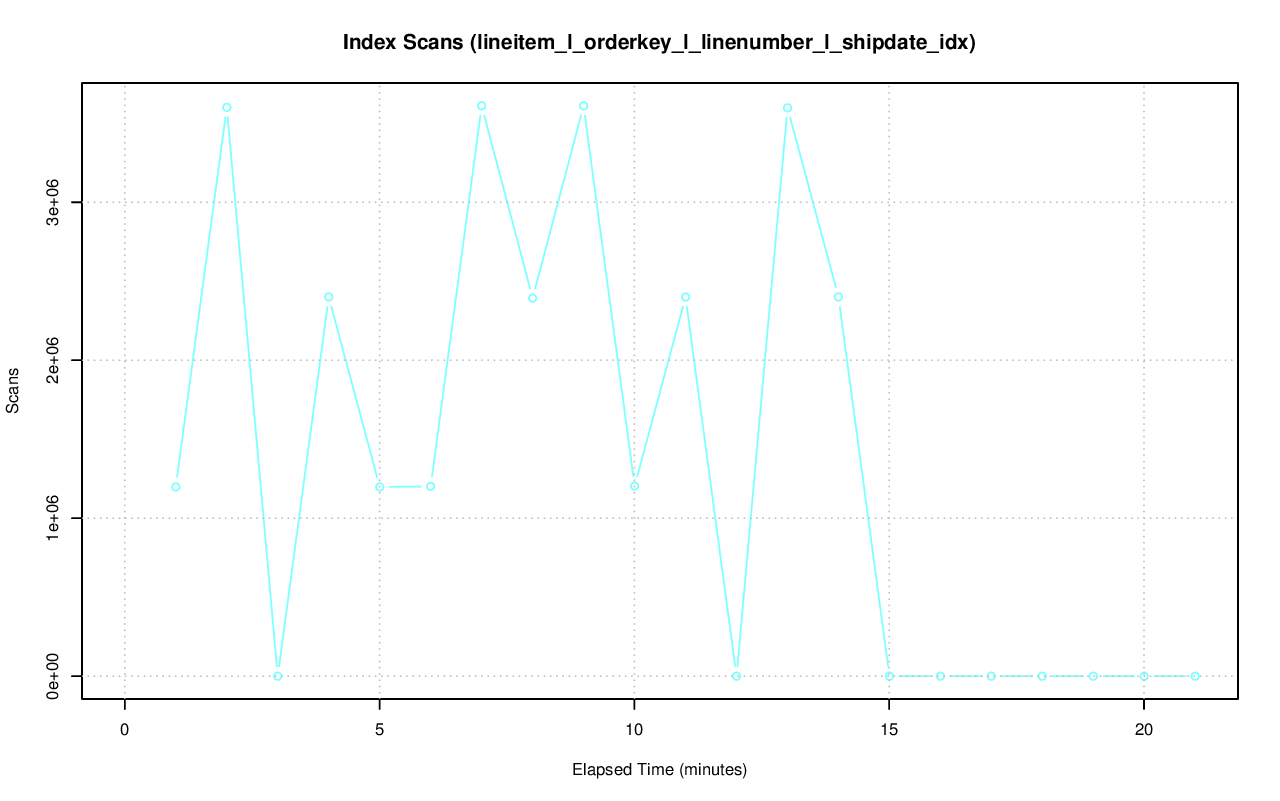 Index Scans (lineitem_l_orderkey_l_linenumber_l_shipdate_idx)
Scans
3e+06
2e+06
1e+06
0e+00
0 5 10 15 20
Elapsed Time (minutes)